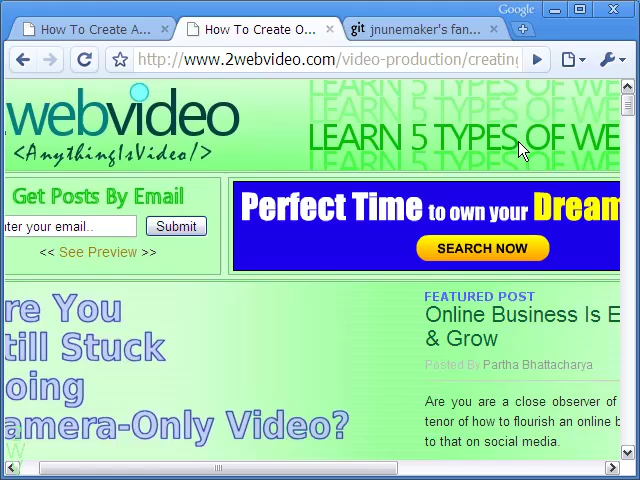 Google
How To Create A...
How To Create O...
git jnunemaker's fan...
http://www.2webvideo.com/video-production/creating
webvideo
<AnythingIsVideo/>
LEARN 5 TYPES OF WE
Get Posts By Email
nter your email..
Submit
<< See Preview >>
Perfect Time to own your Dream
SEARCH NOW
re You
till Stuck
oing
amera-Only Video?
FEATURED POST
Online Business Is E
& Grow
Posted By Partha Bhattacharya
Are you a close observer of
tenor of how to flourish an online b
to that on social media.